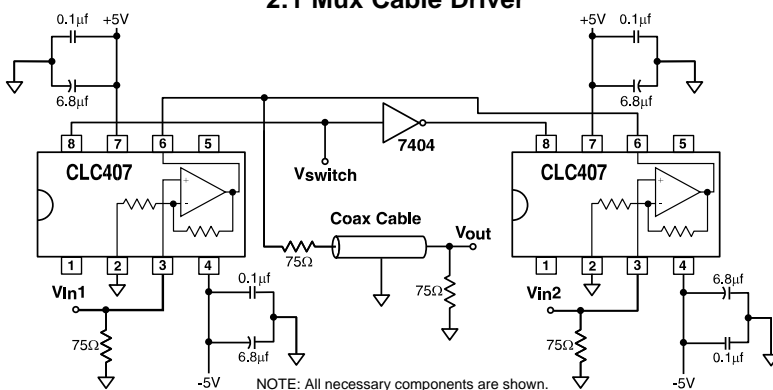 2:1 Mux Cable Driver
0.1µf
+5V
6.8µf
+5V
0.1µf
6.8µf
8
7
6
5
7404
8
7
6
5
CLC407
Vswitch
CLC407
+
-
+
-
Coax Cable
Vout
75Ω
1
2
3
4
1
2
3
4
VIn1
0.1µf
75Ω
Vin2
6.8µf
75Ω
6.8µf
75Ω
0.1µf
-5V
NOTE: All necessary components are shown.
-5V